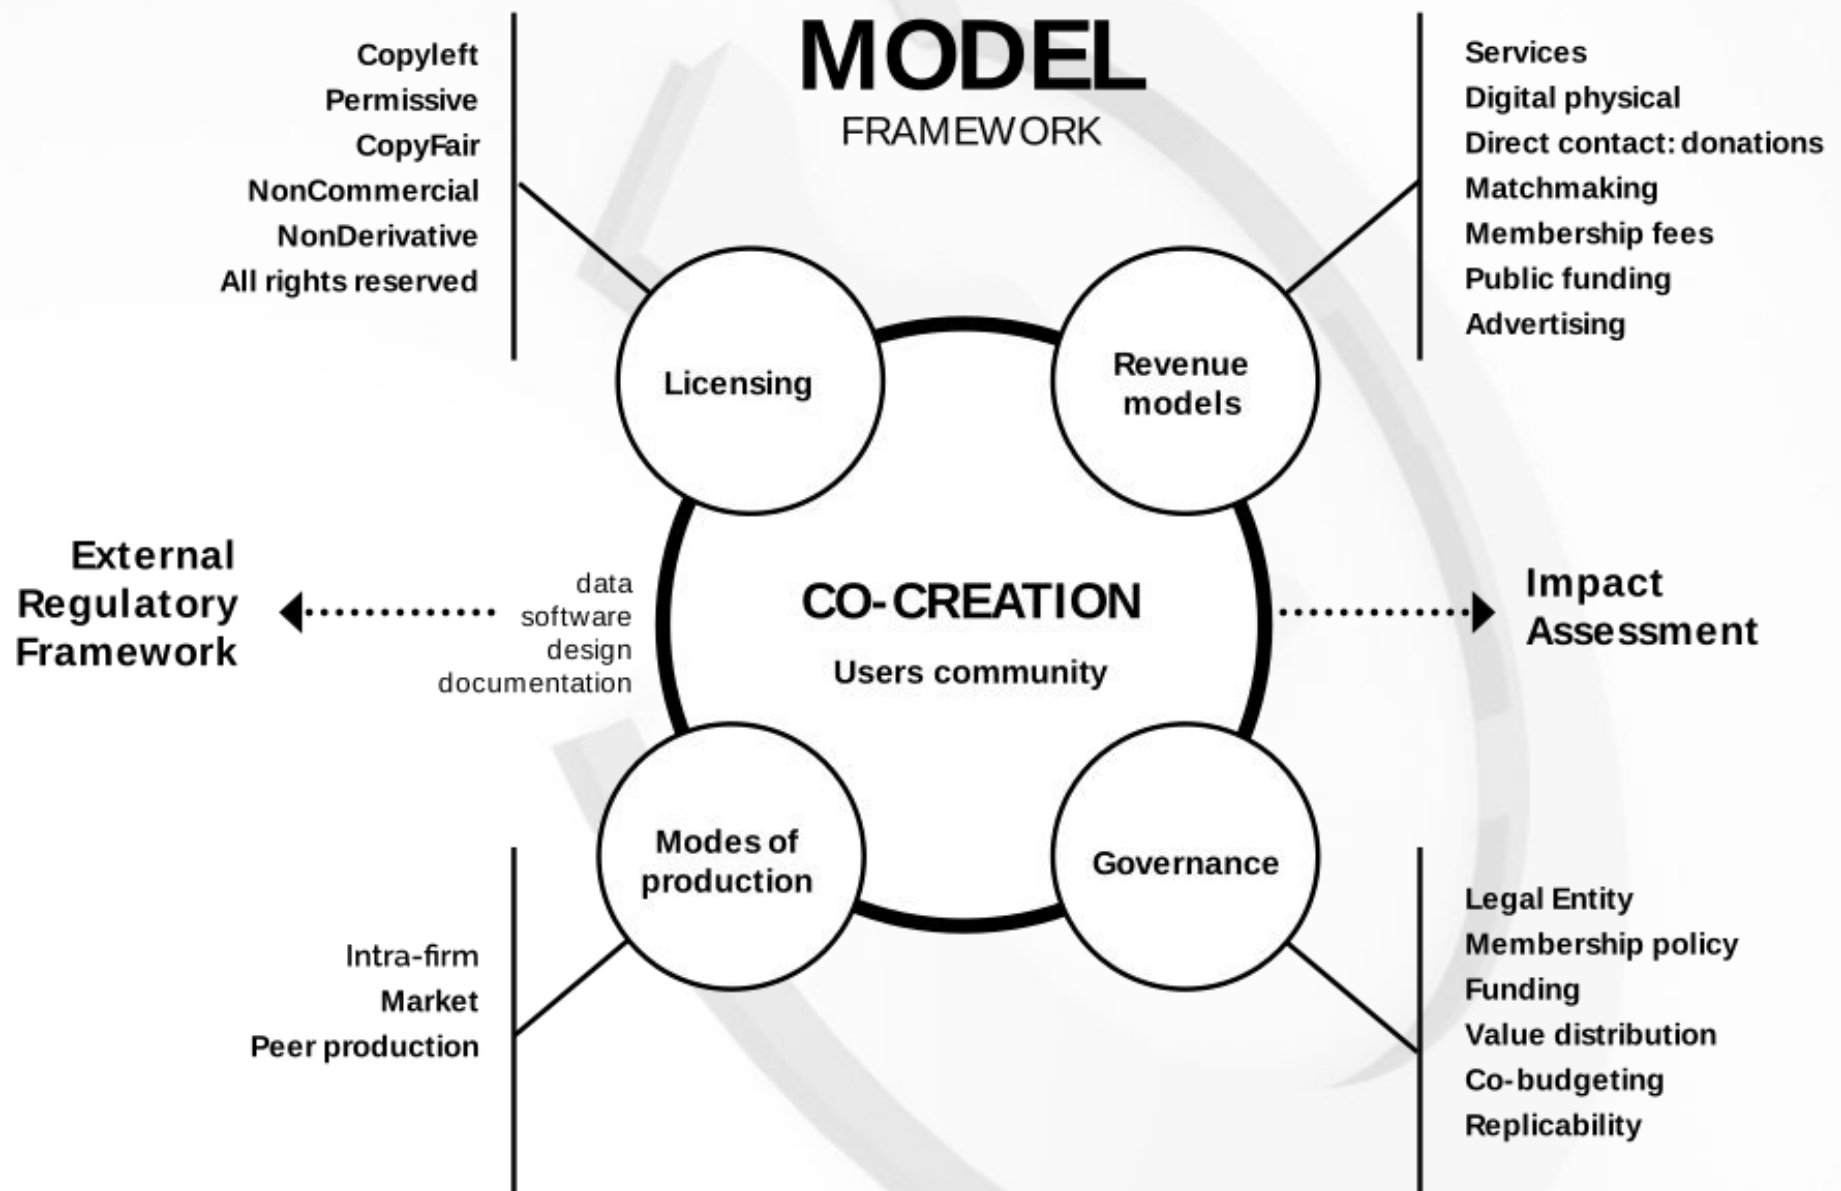 MODEL
FRAMEWORK
Copyleft
Permissive
CopyFair
NonCommercial
NonDerivative
All rights reserved
Services
Digital physical
Direct contact: donations
Matchmaking
Membership fees
Public funding
Advertising
Licensing
Revenue
models
External
Regulatory
Framework
data
software
design
documentation
CO-CREATION
Users community
Impact
Assessment
Modes of
production
Governance
Intra-firm
Market
Peer production
Legal Entity
Membership policy
Funding
Value distribution
Co-budgeting
Replicability